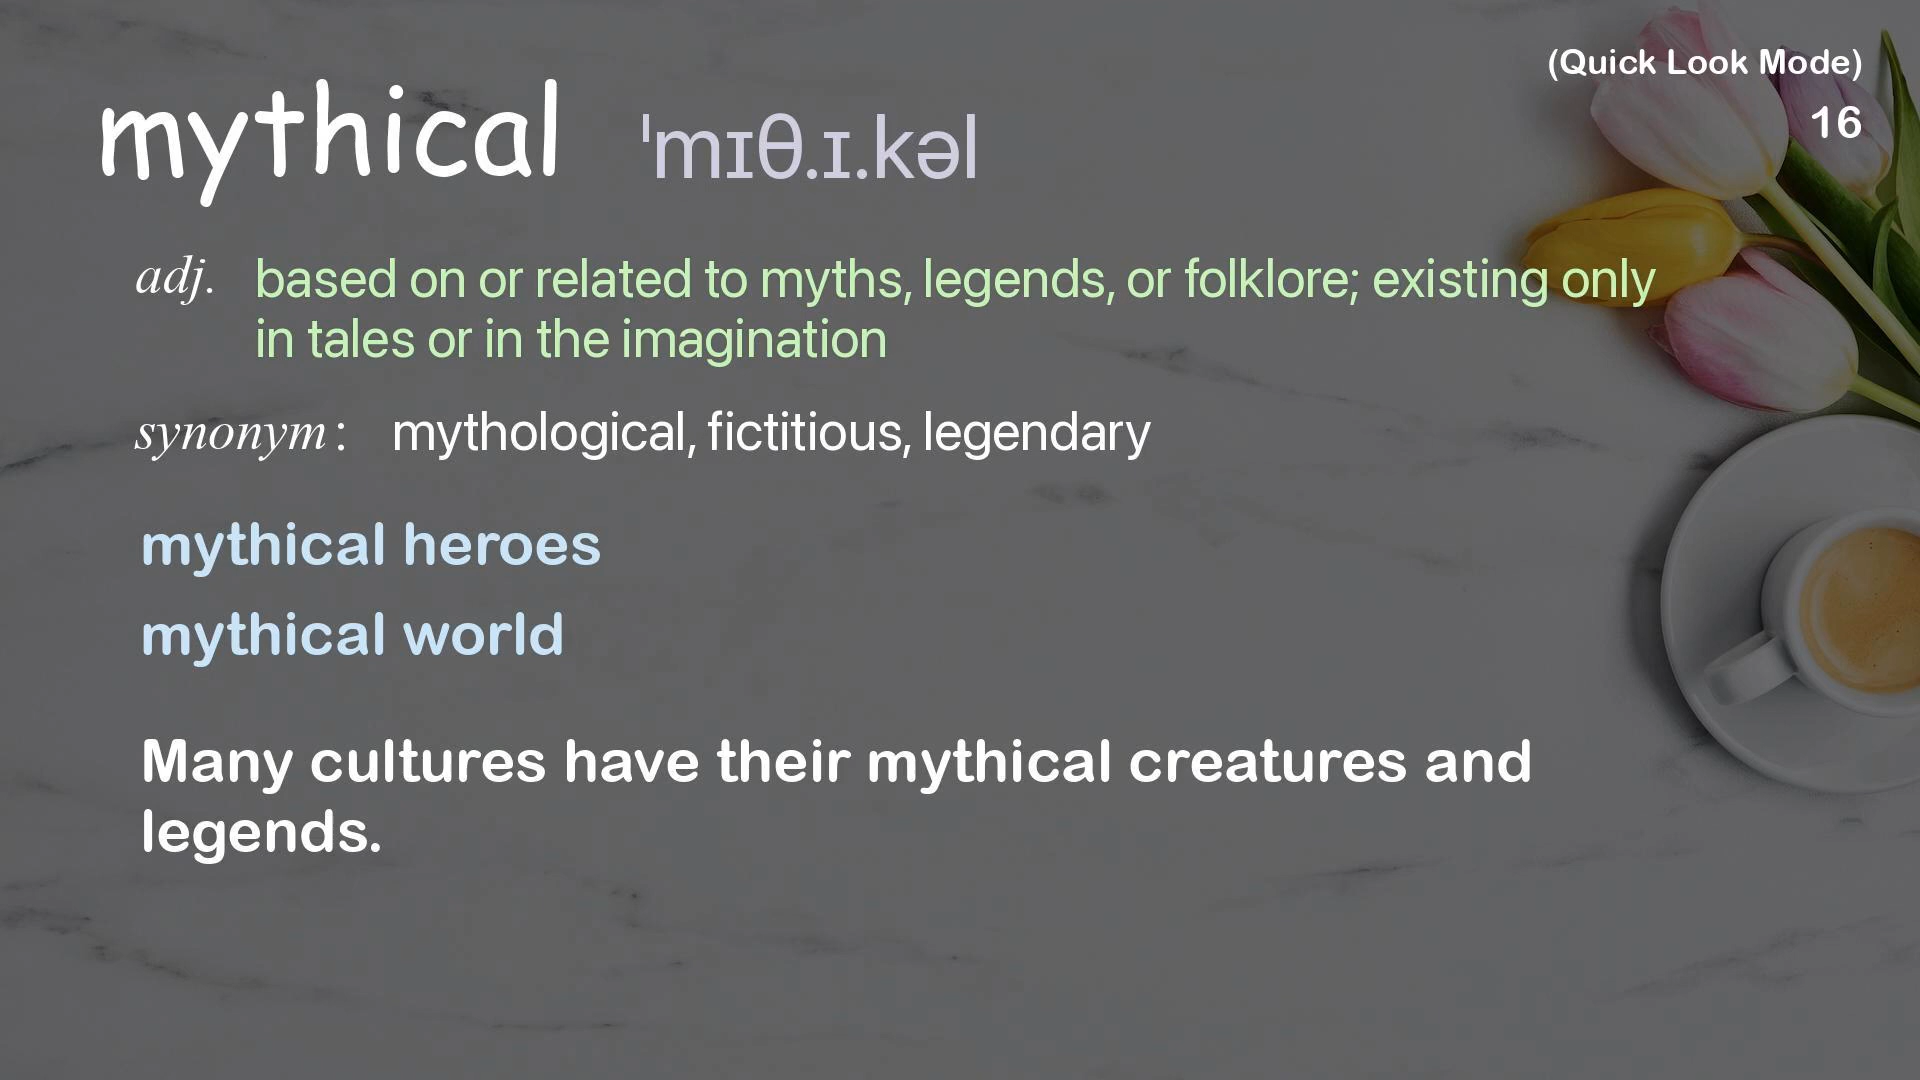 (Quick Look Mode)
16
mythical ˈmɪθ.ɪ.kəl
adj. based on or related to myths, legends, or folklore; existing only
in tales or in the imagination
synonym: mythological, fictitious, legendary
mythical heroes
mythical world
Many cultures have their mythical creatures and
legends.